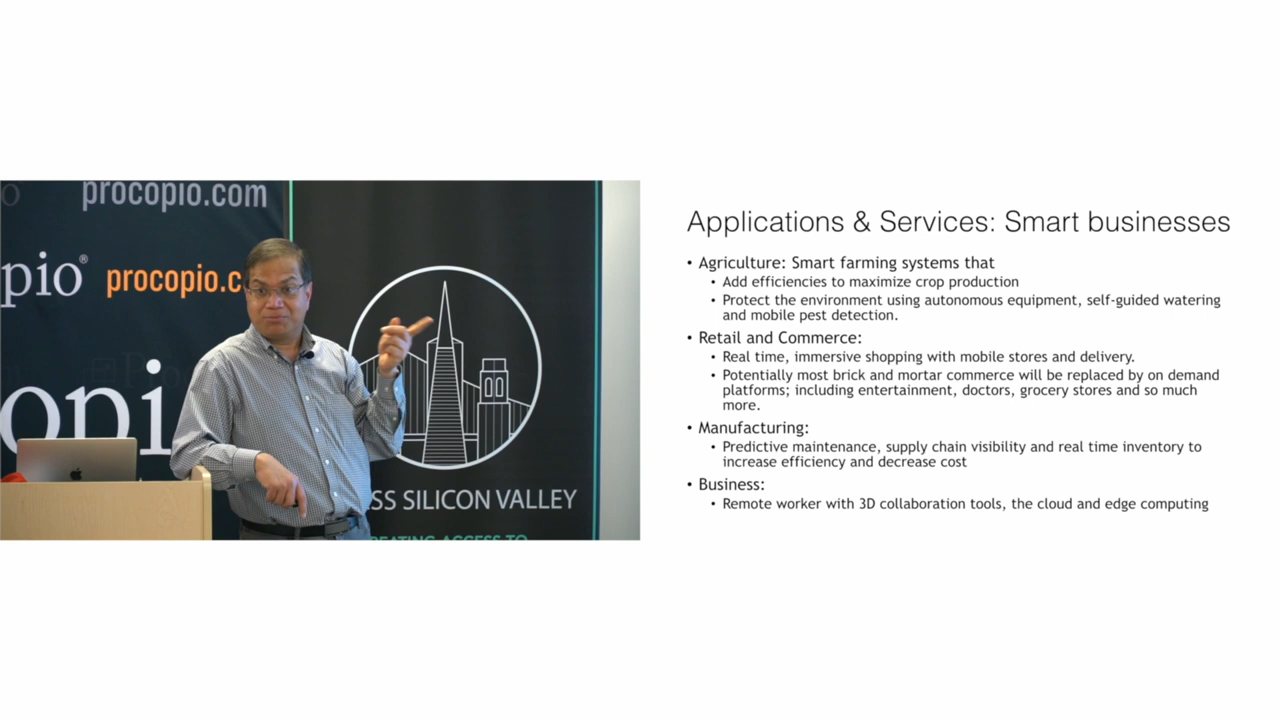 procopio.com
pio®
procopio.c
opi
SS SILICON VALLEY
EATING ACCESS TO
Applications & Services: Smart businesses
• Agriculture: Smart farming systems that
• Add efficiencies to maximize crop production
• Protect the environment using autonomous equipment, self-guided watering
and mobile pest detection.
• Retail and Commerce:
• Real time, immersive shopping with mobile stores and delivery.
• Potentially most brick and mortar commerce will be replaced by on demand
platforms; including entertainment, doctors, grocery stores and so much
more.
• Manufacturing:
• Predictive maintenance, supply chain visibility and real time inventory to
increase efficiency and decrease cost
• Business:
• Remote worker with 3D collaboration tools, the cloud and edge computing